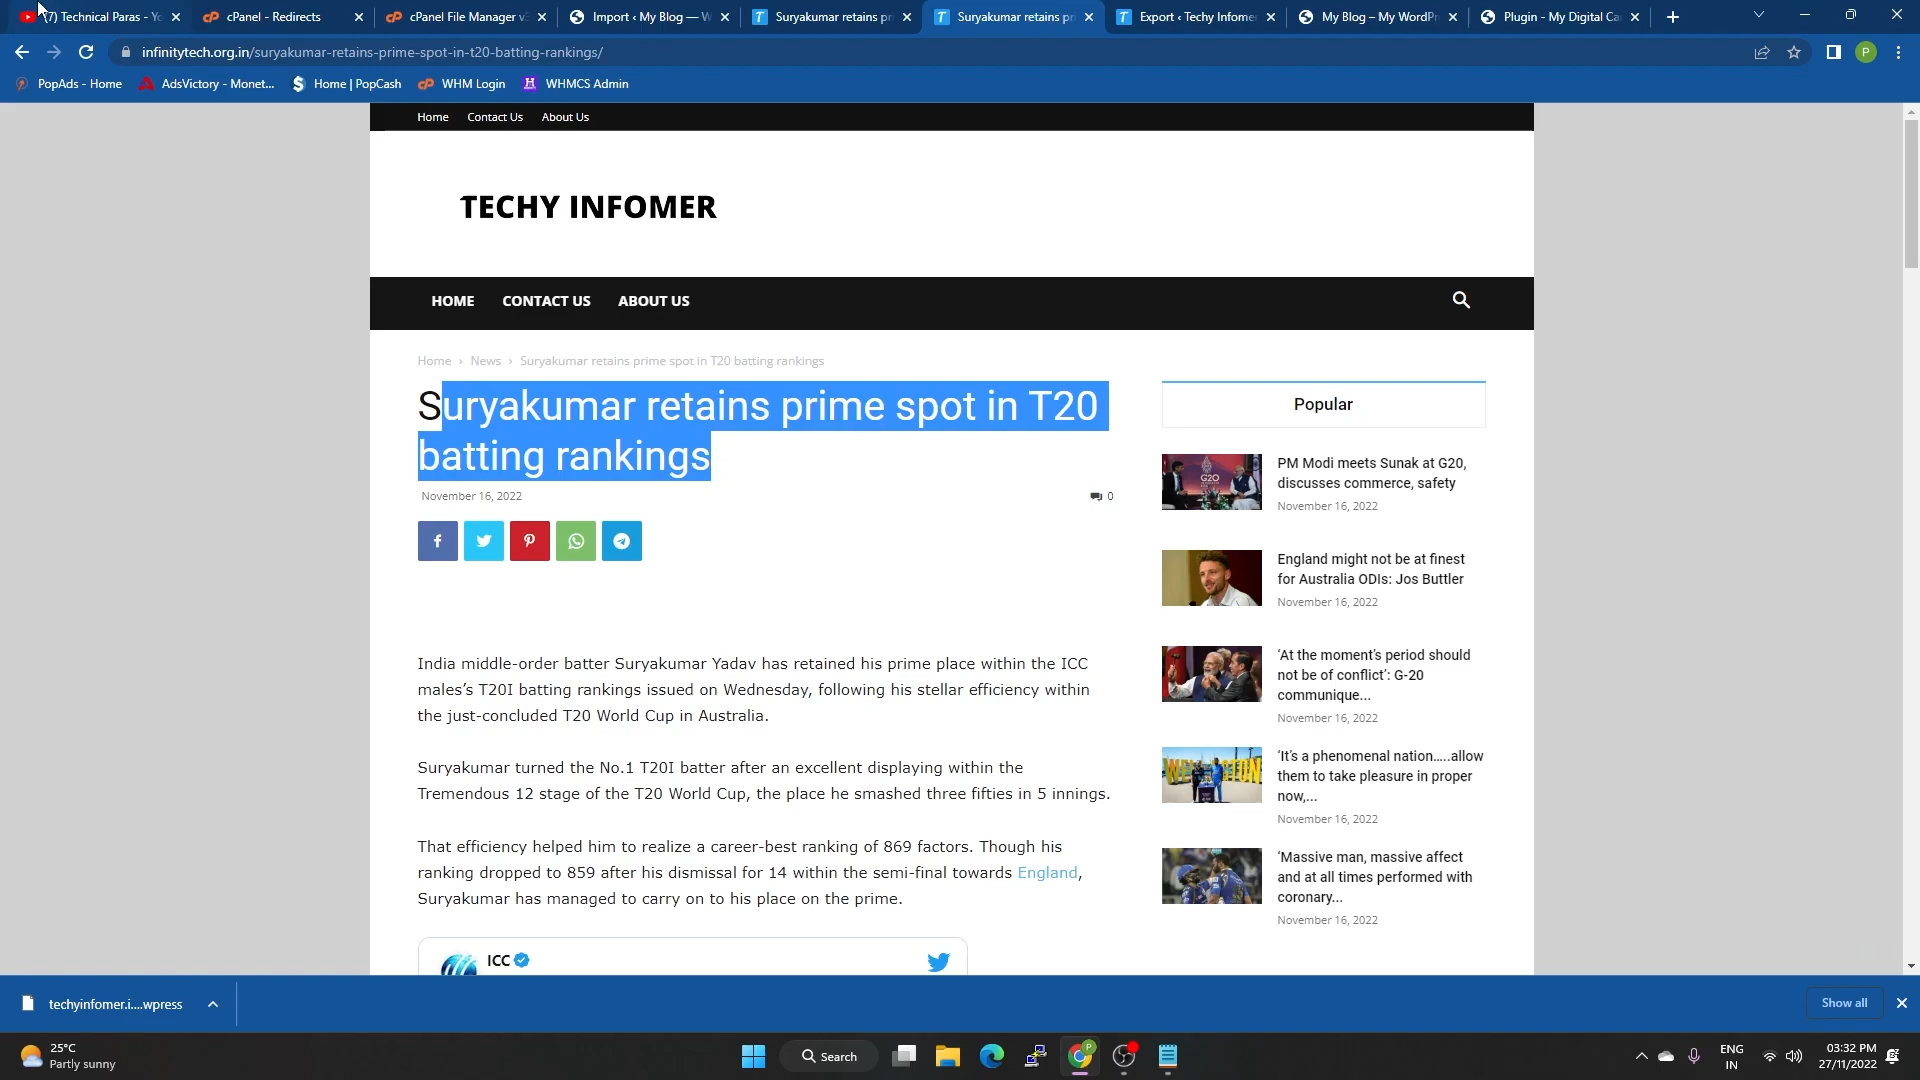 (7) Technical Paras - Yo
cPanel - Redirects
cPanel File Manager v3
Import ‹ My Blog — W
Suryakumar retains pri
Suryakumar retains pri
Export ‹ Techy Infomer
My Blog – My WordPr
Plugin - My Digital Ca
infinitytech.org.in/suryakumar-retains-prime-spot-in-t20-batting-rankings/
P
PopAds - Home
AdsVictory - Monet...
Home | PopCash
WHM Login
WHMCS Admin
Home Contact Us About Us
TECHY INFOMER
HOME CONTACT US ABOUT US
Home › News › Suryakumar retains prime spot in T20 batting rankings
Suryakumar retains prime spot in T20
batting rankings
November 16, 2022
0
India middle-order batter Suryakumar Yadav has retained his prime place within the ICC
males’s T20I batting rankings issued on Wednesday, following his stellar efficiency within
the just-concluded T20 World Cup in Australia.
Suryakumar turned the No.1 T20I batter after an excellent displaying within the
Tremendous 12 stage of the T20 World Cup, the place he smashed three fifties in 5 innings.
That efficiency helped him to realize a career-best ranking of 869 factors. Though his
ranking dropped to 859 after his dismissal for 14 within the semi-final towards England,
Suryakumar has managed to carry on to his place on the prime.
ICC
Popular
G20
PM Modi meets Sunak at G20,
discusses commerce, safety
November 16, 2022
England might not be at finest
for Australia ODIs: Jos Buttler
November 16, 2022
‘At the moment’s period should
not be of conflict’: G-20
communique...
November 16, 2022
‘It’s a phenomenal nation…..allow
them to take pleasure in proper
now,...
November 16, 2022
‘Massive man, massive affect
and at all times performed with
coronary...
November 16, 2022
techyinfomer.i....wpress
Show all
25°C
Partly sunny
Search
P
ENG
IN
03:32 PM
27/11/2022